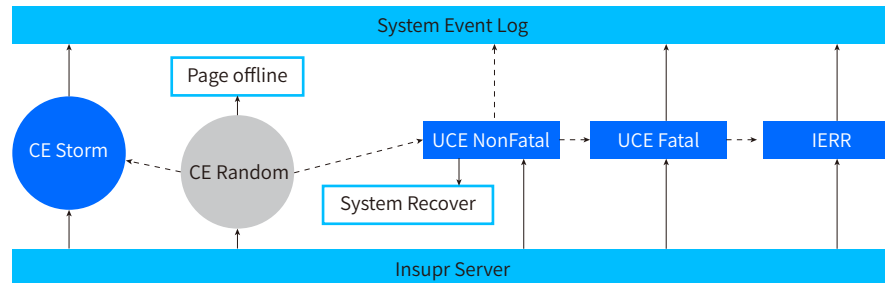 System Event Log
Page offline
CE Storm
CE Random
UCE NonFatal
UCE Fatal
IERR
System Recover
Insupr Server